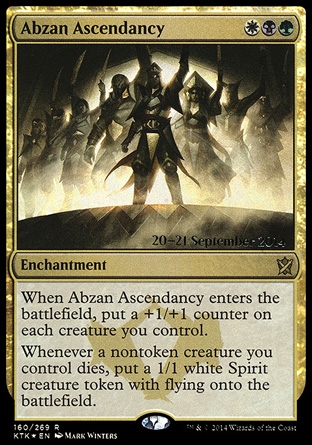 Abzan Ascendancy
20-21 September 2014
Enchantment
When Abzan Ascendancy enters the
battlefield, put a +1/+1 counter on
each creature you control.
Whenever a nontoken creature you
control dies, put a 1/1 white Spirit
creature token with flying onto the
battlefield.
160/269 R
KTK ★ EN Mark Winters
™ & © 2014 Wizards of the Coast